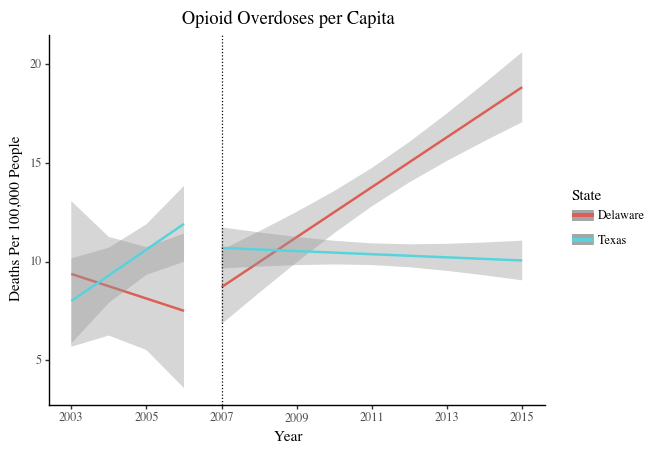 Opioid Overdoses per Capita
Deaths Per 100,000 People
20
15
10
5
2003 2005 2007 2009 2011 2013 2015
Year
State
Delaware
Texas